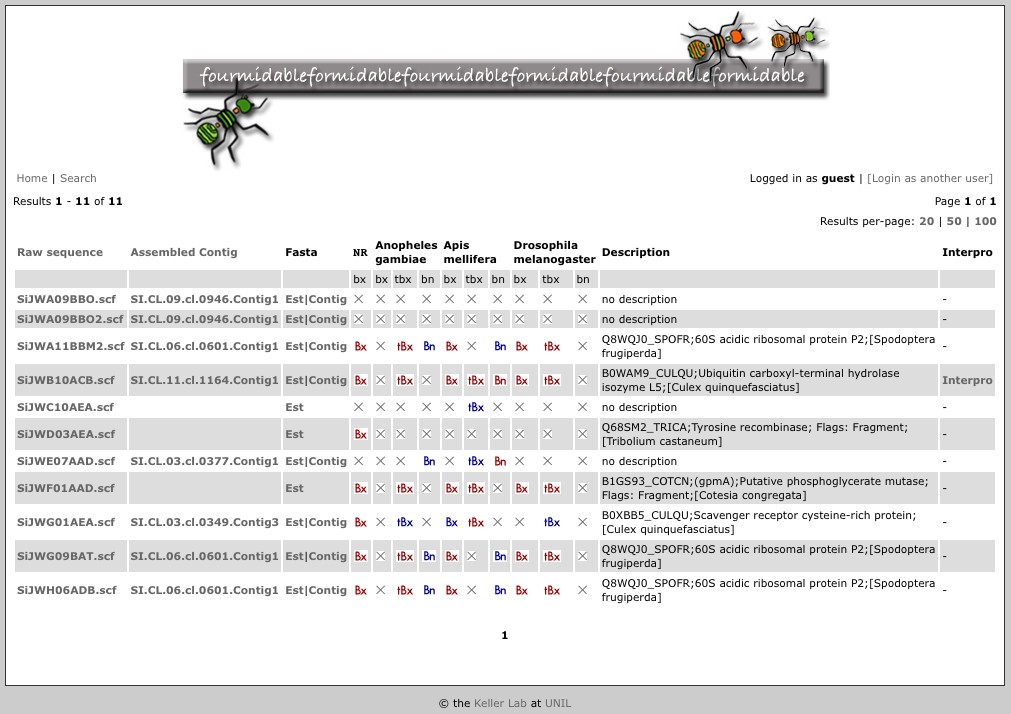 fourmidableformidablefourmidableformidablefourmidableformidable
Home | Search
Logged in as guest | [Login as another user]
Results 1 - 11 of 11
Page 1 of 1
Results per-page: 20 | 50 | 100
Raw sequence Assembled Contig Fasta NR Anopheles gambiae Apis mellifera Drosophila melanogaster Description Interpro
bx bx tbx bn bx tbx bn bx tbx bn
SiJWA09BBO.scf SI.CL.09.cl.0946.Contig1 Est|Contig no description -
SiJWA09BBO2.scf SI.CL.09.cl.0946.Contig1 Est|Contig no description -
SiJWA11BBM2.scf SI.CL.06.cl.0601.Contig1 Est|Contig Bx tBx Bn Bx Bn Bx tBx Q8WQJ0_SPOFR;60S acidic ribosomal protein P2;[Spodoptera -
frugiperda]
SiJWB10ACB.scf SI.CL.11.cl.1164.Contig1 Est|Contig Bx tBx Bx tBx Bn Bx tBx B0WAM9_CULQU;Ubiquitin carboxyl-terminal hydrolase Interpro
isozyme L5;[Culex quinquefasciatus]
SiJWC10AEA.scf Est tBx no description -
SiJWD03AEA.scf Est Bx Q68SM2_TRICA;Tyrosine recombinase; Flags: Fragment; -
[Tribolium castaneum]
SiJWE07AAD.scf SI.CL.03.cl.0377.Contig1 Est|Contig Bn tBx Bn no description -
SiJWF01AAD.scf Est Bx tBx Bx tBx Bx tBx B1GS93_COTCN;(gpmA);Putative phosphoglycerate mutase; -
Flags: Fragment;[Cotesia congregata]
SiJWG01AEA.scf SI.CL.03.cl.0349.Contig3 Est|Contig Bx tBx Bx tBx tBx B0XBB5_CULQU;Scavenger receptor cysteine-rich protein; -
[Culex quinquefasciatus]
SiJWG09BAT.scf SI.CL.06.cl.0601.Contig1 Est|Contig Bx tBx Bn Bx Bn Bx tBx Q8WQJ0_SPOFR;60S acidic ribosomal protein P2;[Spodoptera -
frugiperda]
SiJWH06ADB.scf SI.CL.06.cl.0601.Contig1 Est|Contig Bx tBx Bn Bx Bn Bx tBx Q8WQJ0_SPOFR;60S acidic ribosomal protein P2;[Spodoptera -
frugiperda]
1
© the Keller Lab at UNIL